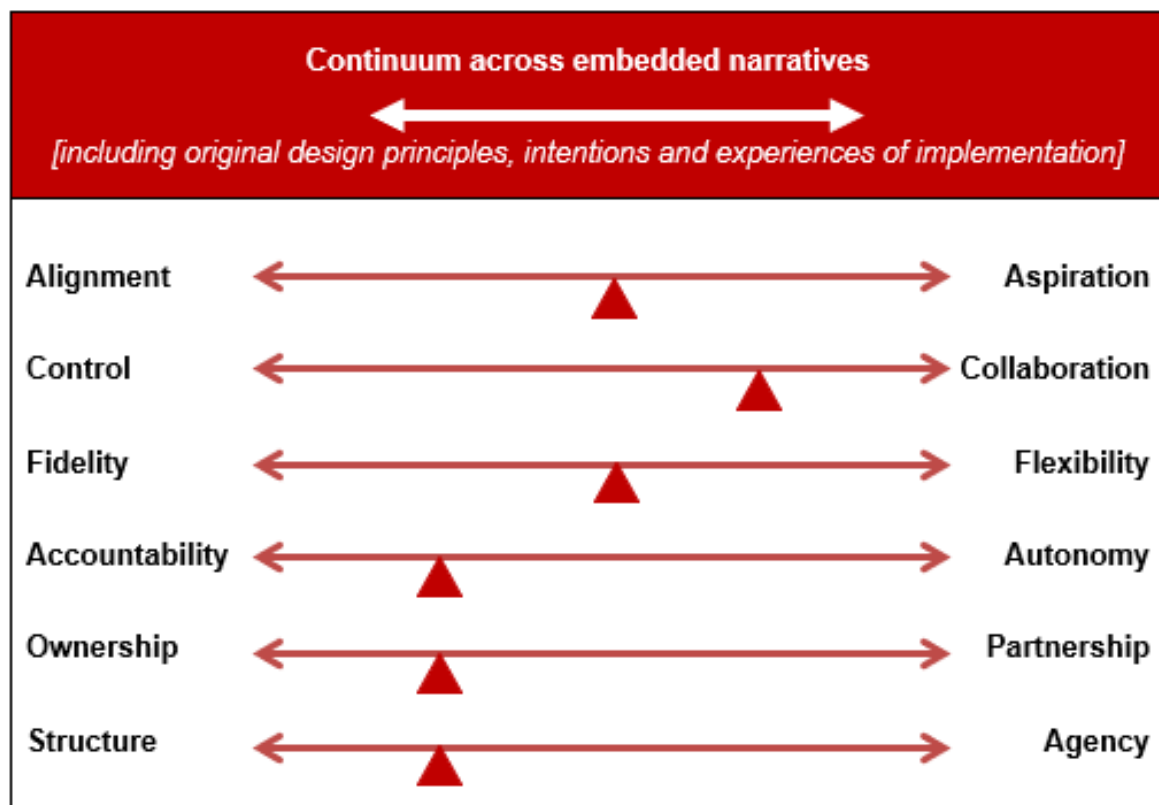 Continuum across embedded narratives
[including original design principles, intentions and experiences of implementation]
Alignment Aspiration
Control Collaboration
Fidelity Flexibility
Accountability Autonomy
Ownership Partnership
Structure Agency